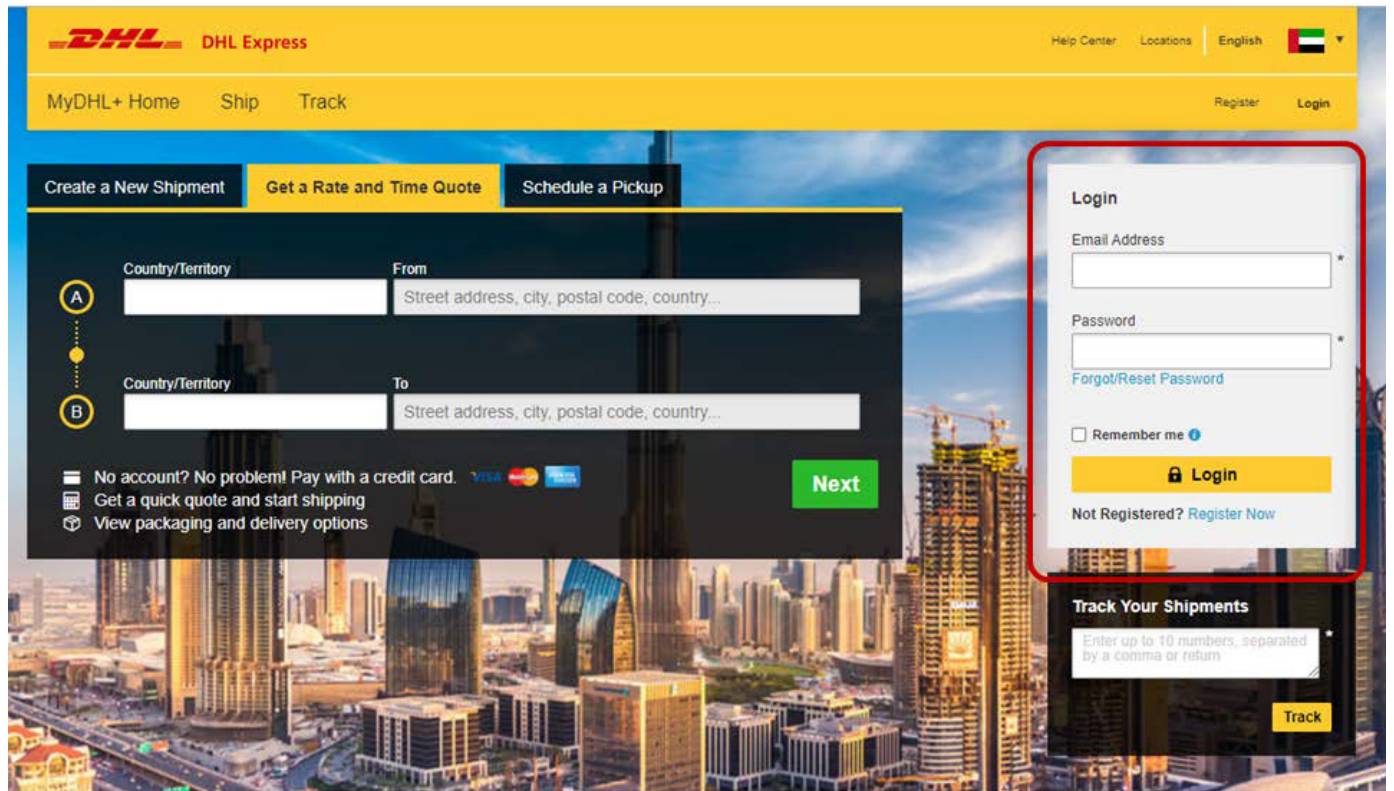 DHL DHL Express
Help Center Locations English
MyDHL+ Home Ship Track
Register Login
Create a New Shipment Get a Rate and Time Quote Schedule a Pickup
Country/Territory From
A Street address, city, postal code, country...
Country/Territory To
B Street address, city, postal code, country...
No account? No problem! Pay with a credit card. VISA
Get a quick quote and start shipping
View packaging and delivery options
Next
Login
Email Address
*
Password
*
Forgot/Reset Password
Remember me i
Login
Not Registered? Register Now
Track Your Shipments
Enter up to 10 numbers, separated *
by a comma or return
Track